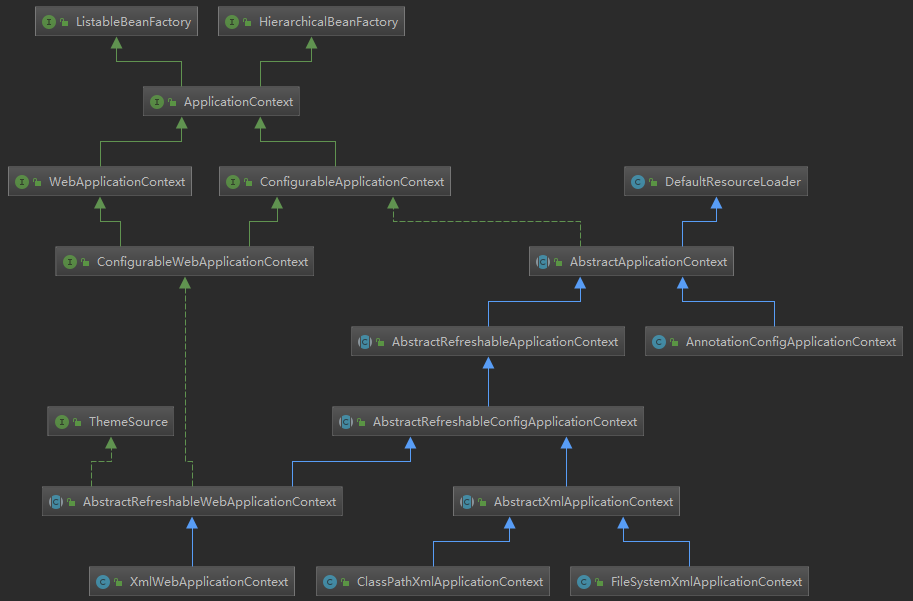 ListableBeanFactory
HierarchicalBeanFactory
ApplicationContext
WebApplicationContext
ConfigurableApplicationContext
DefaultResourceLoader
ConfigurableWebApplicationContext
AbstractApplicationContext
AbstractRefreshableApplicationContext
AnnotationConfigApplicationContext
ThemeSource
AbstractRefreshableConfigApplicationContext
AbstractRefreshableWebApplicationContext
AbstractXmlApplicationContext
XmlWebApplicationContext
ClassPathXmlApplicationContext
FileSystemXmlApplicationContext